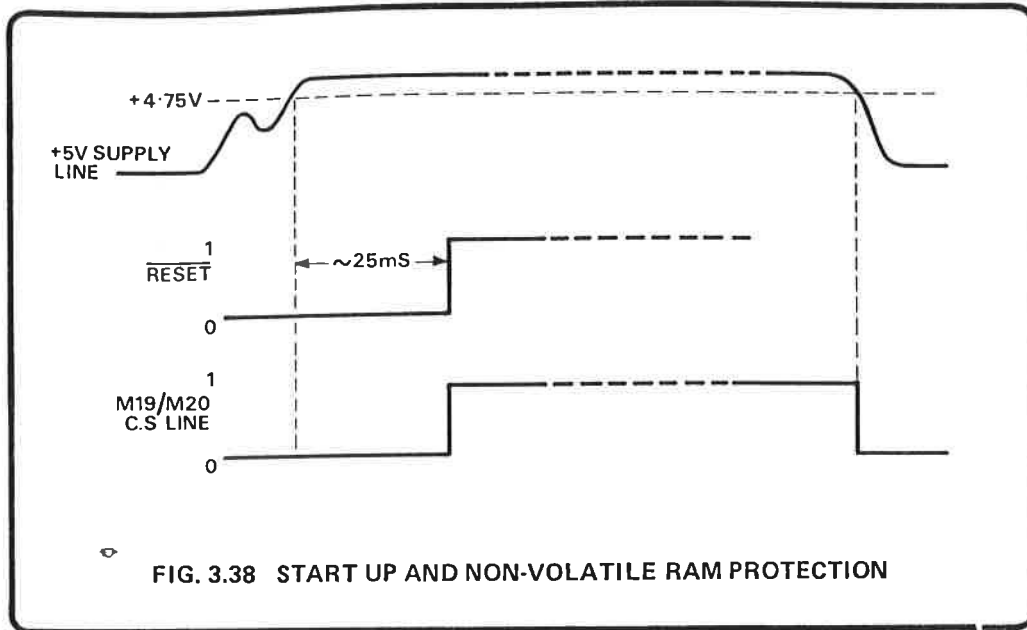 +4·75V
+5V SUPPLY
LINE
1
RESET
0
~25mS
1
M19/M20
C.S LINE
0
FIG. 3.38 START UP AND NON-VOLATILE RAM PROTECTION